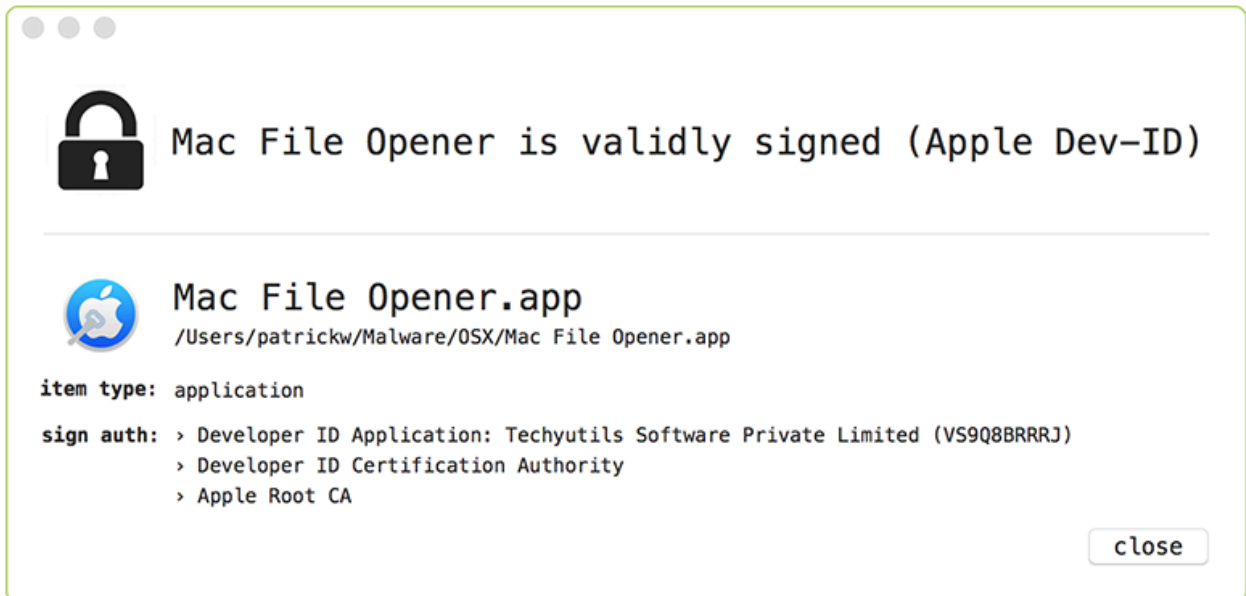 Mac File Opener is validly signed (Apple Dev-ID)
Mac File Opener.app
/Users/patrickw/Malware/OSX/Mac File Opener.app
item type: application
sign auth: › Developer ID Application: Techyutils Software Private Limited (VS9Q8BRRRJ)
› Developer ID Certification Authority
› Apple Root CA
close